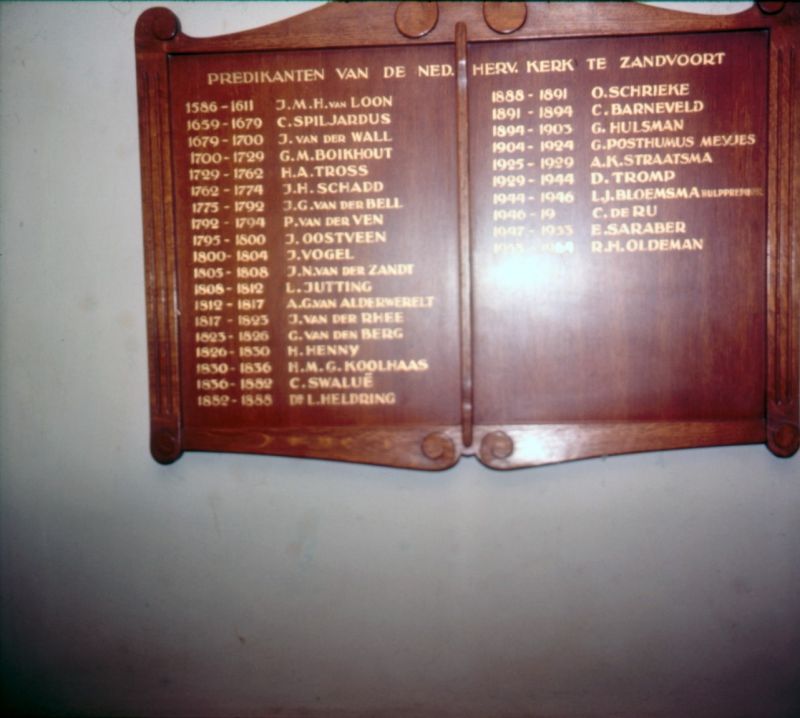 PREDIKANTEN VAN DE NED. HERV. KERK TE ZANDVOORT
1586-1611 J.M.H. VAN LOON
1659-1679 C. SPILJARDUS
1679-1700 J. VAN DER WALL
1700-1729 G.M. BOIKHOUT
1729-1762 H.A. TROSS
1762-1774 J.H. SCHADD
1775-1792 J.G. VAN DER BELL
1792-1794 P. VAN DER VEN
1795-1800 J. OOSTVEEN
1800-1804 J. VOGEL
1805-1808 J.N. VAN DER ZANDT
1808-1812 L. JUTTING
1812-1817 A.G. VAN ALDERWERELT
1817-1823 J. VAN DER RHEE
1823-1826 G. VAN DEN BERG
1826-1830 H. HENNY
1830-1836 H.M.G. KOOLHAAS
1836-1882 C. SWALUË
1882-1888 DR L. HELDRING
1888-1891 O. SCHRIEKE
1891-1894 C. BARNEVELD
1894-1903 G. HULSMAN
1904-1924 G. POSTHUMUS MEYJES
1925-1929 A.K. STRAATSMA
1929-1944 D. TROMP
1944-1946 L.J. BLOEMSMA
1946-19 C. DE RU
E. SARABER
R.H. OLDEMAN